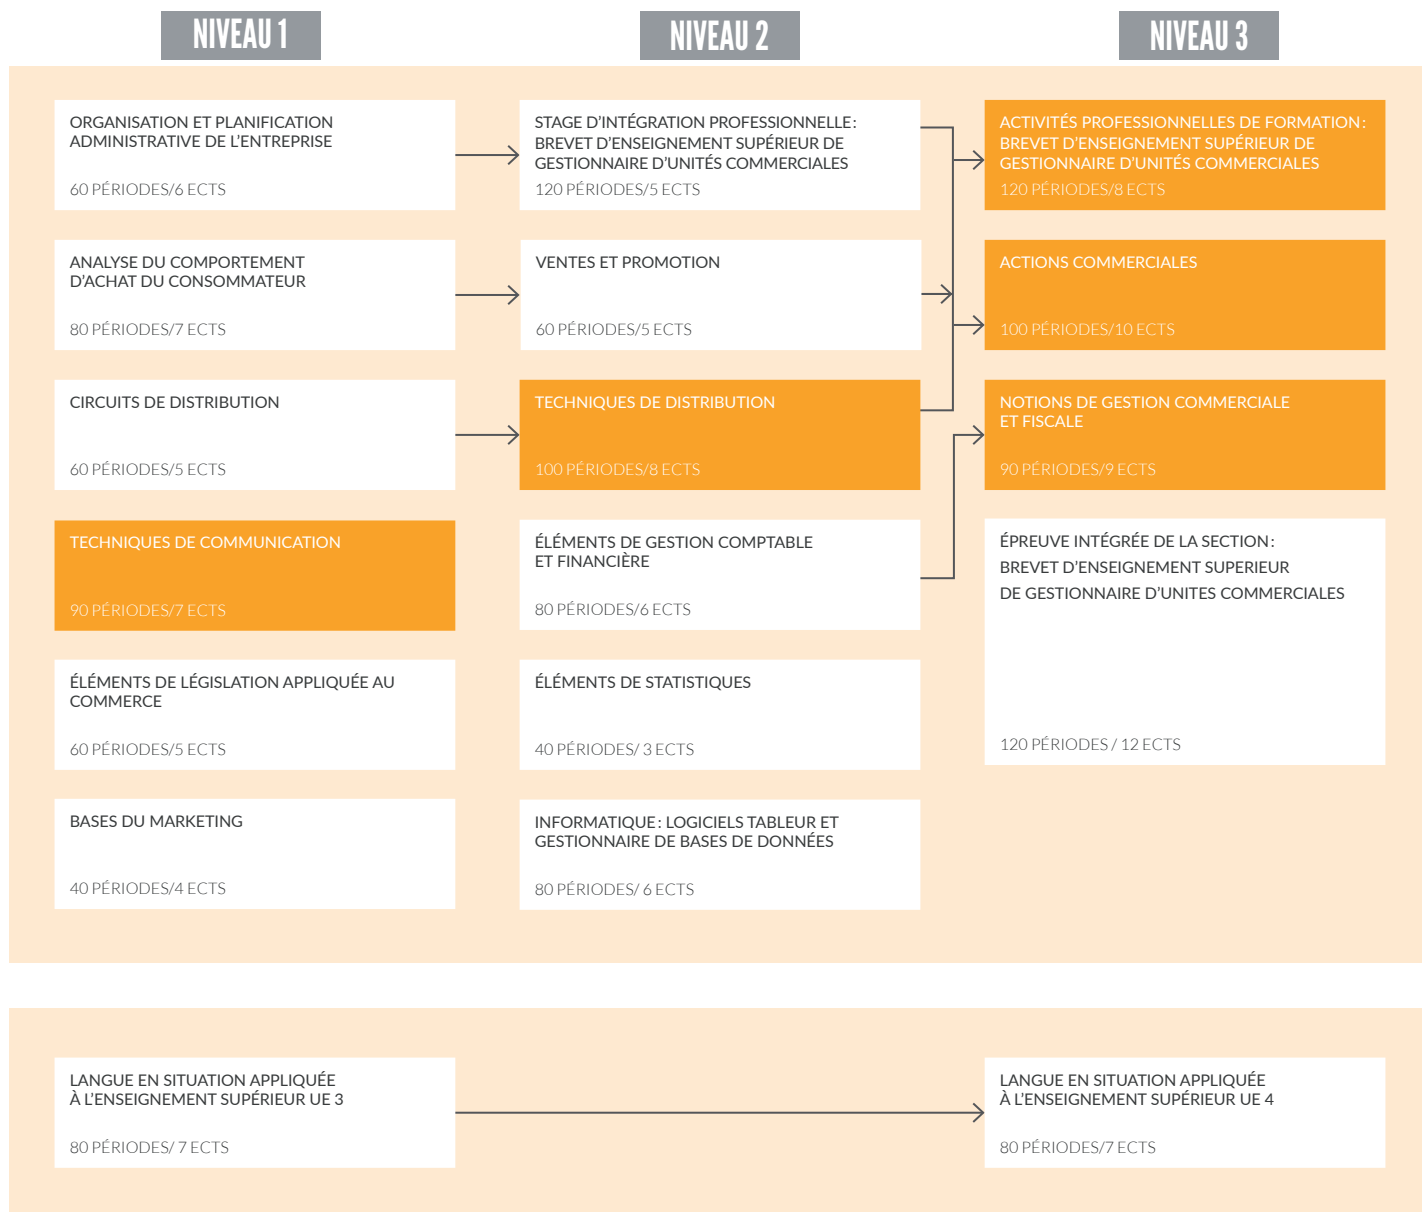 NIVEAU 1
NIVEAU 2
NIVEAU 3
ORGANISATION ET PLANIFICATION
ADMINISTRATIVE DE L'ENTREPRISE
60 PÉRIODES/6 ECTS
STAGE D'INTÉGRATION PROFESSIONNELLE :
BREVET D'ENSEIGNEMENT SUPÉRIEUR DE
GESTIONNAIRE D'UNITÉS COMMERCIALES
120 PÉRIODES/5 ECTS
ACTIVITÉS PROFESSIONNELLES DE FORMATION :
BREVET D'ENSEIGNEMENT SUPÉRIEUR DE
GESTIONNAIRE D'UNITÉS COMMERCIALES
120 PÉRIODES/8 ECTS
ANALYSE DU COMPORTEMENT
D'ACHAT DU CONSOMMATEUR
80 PÉRIODES/7 ECTS
VENTES ET PROMOTION
60 PÉRIODES/5 ECTS
ACTIONS COMMERCIALES
100 PÉRIODES/10 ECTS
CIRCUITS DE DISTRIBUTION
60 PÉRIODES/5 ECTS
TECHNIQUES DE DISTRIBUTION
100 PÉRIODES/8 ECTS
NOTIONS DE GESTION COMMERCIALE
ET FISCALE
90 PÉRIODES/9 ECTS
TECHNIQUES DE COMMUNICATION
90 PÉRIODES/7 ECTS
ÉLÉMENTS DE GESTION COMPTABLE
ET FINANCIÈRE
80 PÉRIODES/6 ECTS
ÉPREUVE INTÉGRÉE DE LA SECTION :
BREVET D'ENSEIGNEMENT SUPERIEUR
DE GESTIONNAIRE D'UNITES COMMERCIALES
120 PÉRIODES / 12 ECTS
ÉLÉMENTS DE LÉGISLATION APPLIQUÉE AU
COMMERCE
60 PÉRIODES/5 ECTS
ÉLÉMENTS DE STATISTIQUES
40 PÉRIODES/ 3 ECTS
BASES DU MARKETING
40 PÉRIODES/4 ECTS
INFORMATIQUE : LOGICIELS TABLEUR ET
GESTIONNAIRE DE BASES DE DONNÉES
80 PÉRIODES/ 6 ECTS
LANGUE EN SITUATION APPLIQUÉE
À L'ENSEIGNEMENT SUPÉRIEUR UE 3
80 PÉRIODES/ 7 ECTS
LANGUE EN SITUATION APPLIQUÉE
À L'ENSEIGNEMENT SUPÉRIEUR UE 4
80 PÉRIODES/7 ECTS